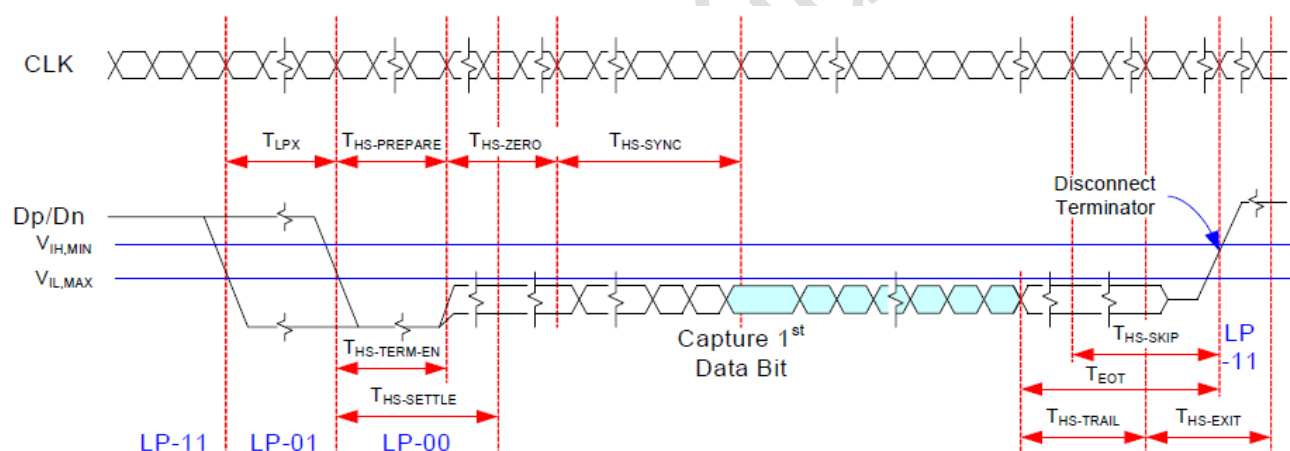 CLK
TLPX
THS-PREPARE
THS-ZERO
THS-SYNC
Disconnect
Terminator
Dp/Dn
VIH,MIN
VIL,MAX
Capture 1st
Data Bit
THS-TERM-EN
THS-SETTLE
THS-SKIP
LP
-11
TEOT
THS-TRAIL
THS-EXIT
LP-11
LP-01
LP-00